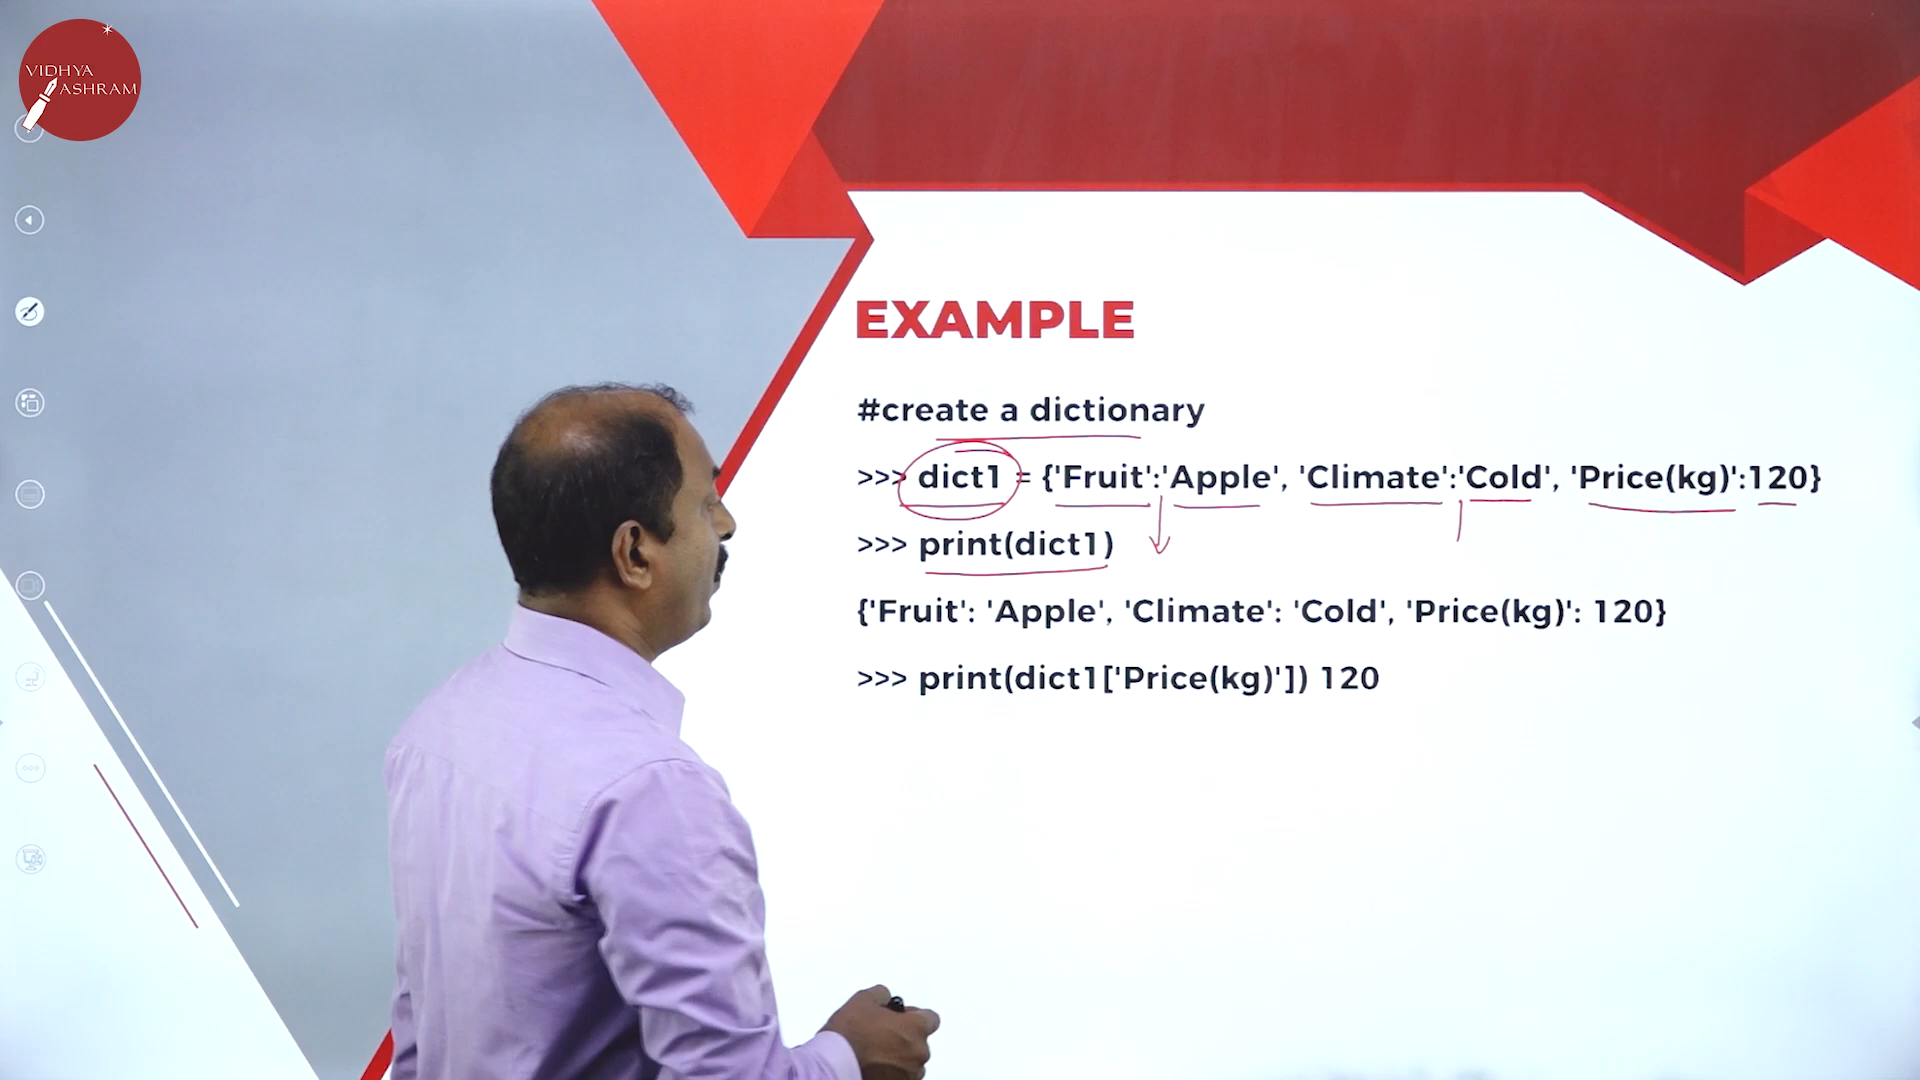 VIDHYA
ASHRAM
EXAMPLE
#create a dictionary
>>> dict1 = {'Fruit':'Apple', 'Climate':'Cold', 'Price(kg)':120}
>>> print(dict1)
{'Fruit': 'Apple', 'Climate': 'Cold', 'Price(kg)': 120}
>>> print(dict1['Price(kg)']) 120